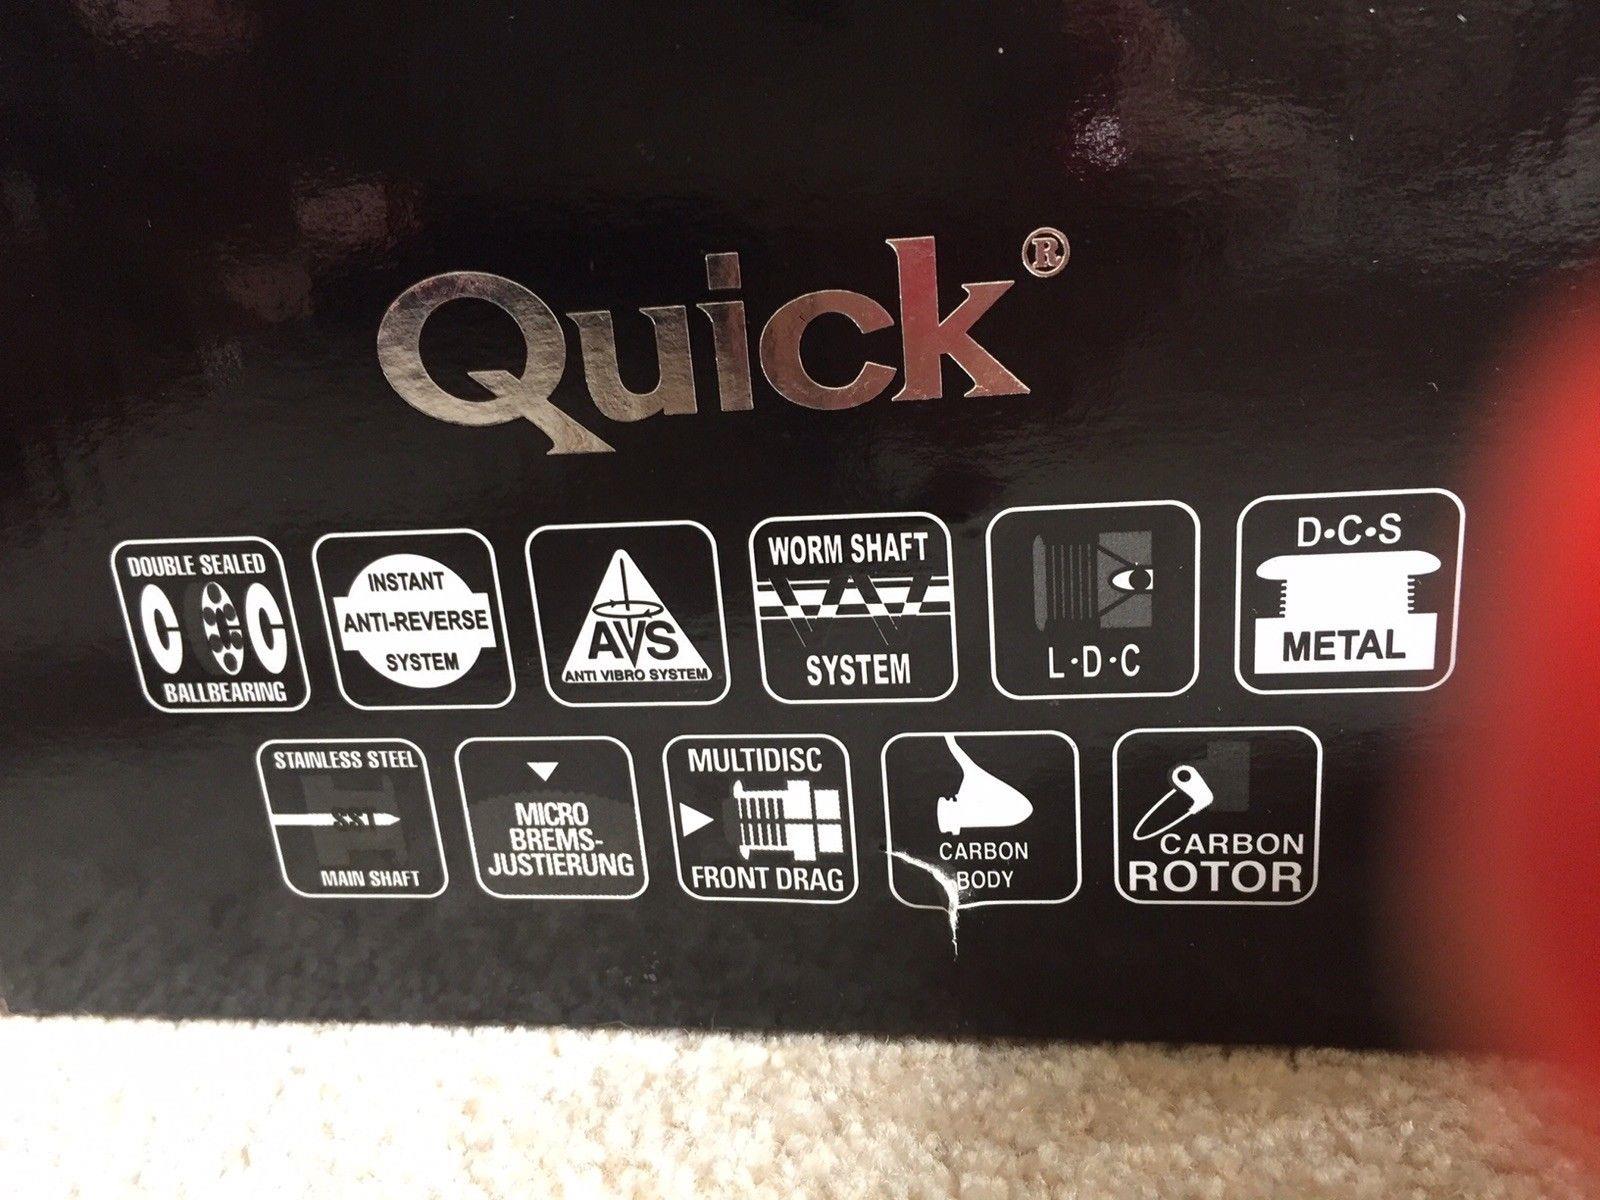 Quick®
DOUBLE SEALED
BALLBEARING
INSTANT
ANTI-REVERSE
SYSTEM
AVS
ANTI VIBRO SYSTEM
WORM SHAFT
SYSTEM
L·D·C
D·C·S
METAL
STAINLESS STEEL
SST
MAIN SHAFT
MICRO
BREMS-
JUSTIERUNG
MULTIDISC
FRONT DRAG
CARBON
BODY
CARBON
ROTOR